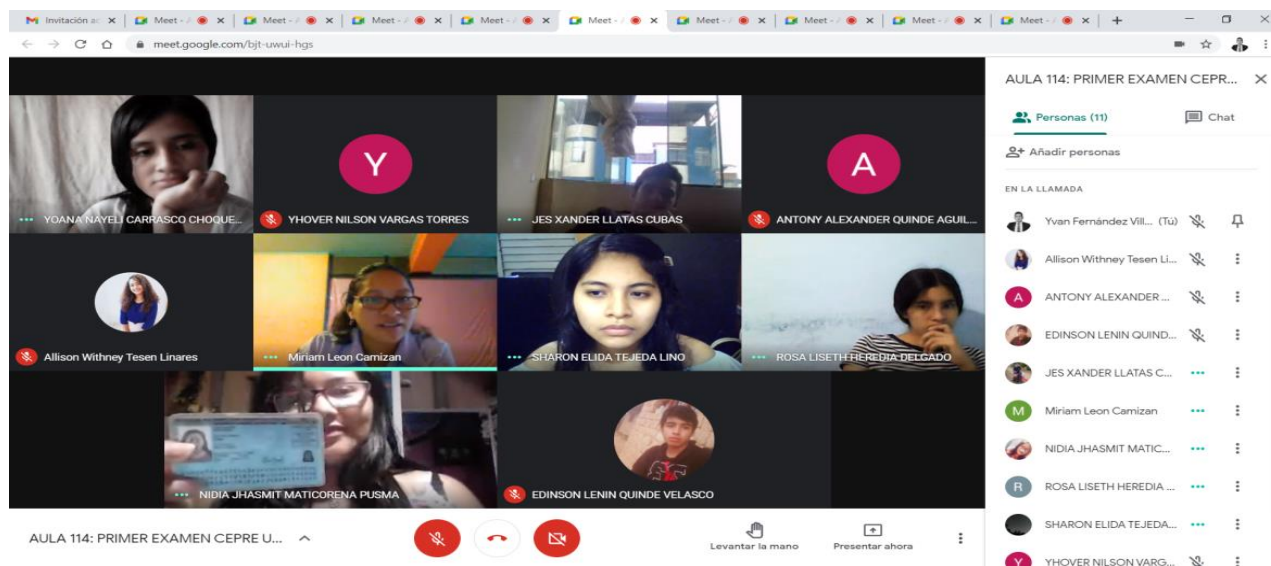 Invitación a
Meet - 
Meet - 
Meet - 
Meet - 
Meet - 
Meet - 
Meet - 
Meet - 
Meet - 
meet.google.com/bjt-uwui-hgs
YOANA NAYELI CARRASCO CHOQUE...
YHOVER NILSON VARGAS TORRES
JES XANDER LLATAS CUBAS
ANTONY ALEXANDER QUINDE AGUIL...
Allison Withney Tesen Linares
Miriam Leon Camizan
SHARON ELIDA TEJEDA LINO
ROSA LISETH HEREDIA DELGADO
NIDIA JHASMIT MATICORENA PUSMA
EDINSON LENIN QUINDE VELASCO
Y
A
AULA 114: PRIMER EXAMEN CEPRE U...
Levantar la mano
Presentar ahora
AULA 114: PRIMER EXAMEN CEPR...
Personas (11)
Chat
Añadir personas
EN LA LLAMADA
Yvan Fernández Vill... (Tú)
Allison Withney Tesen Li...
A ANTONY ALEXANDER ...
EDINSON LENIN QUIND...
JES XANDER LLATAS C...
M Miriam Leon Camizan
NIDIA JHASMIT MATIC...
R ROSA LISETH HEREDIA ...
SHARON ELIDA TEJEDA...
Y YHOVER NILSON VARG...